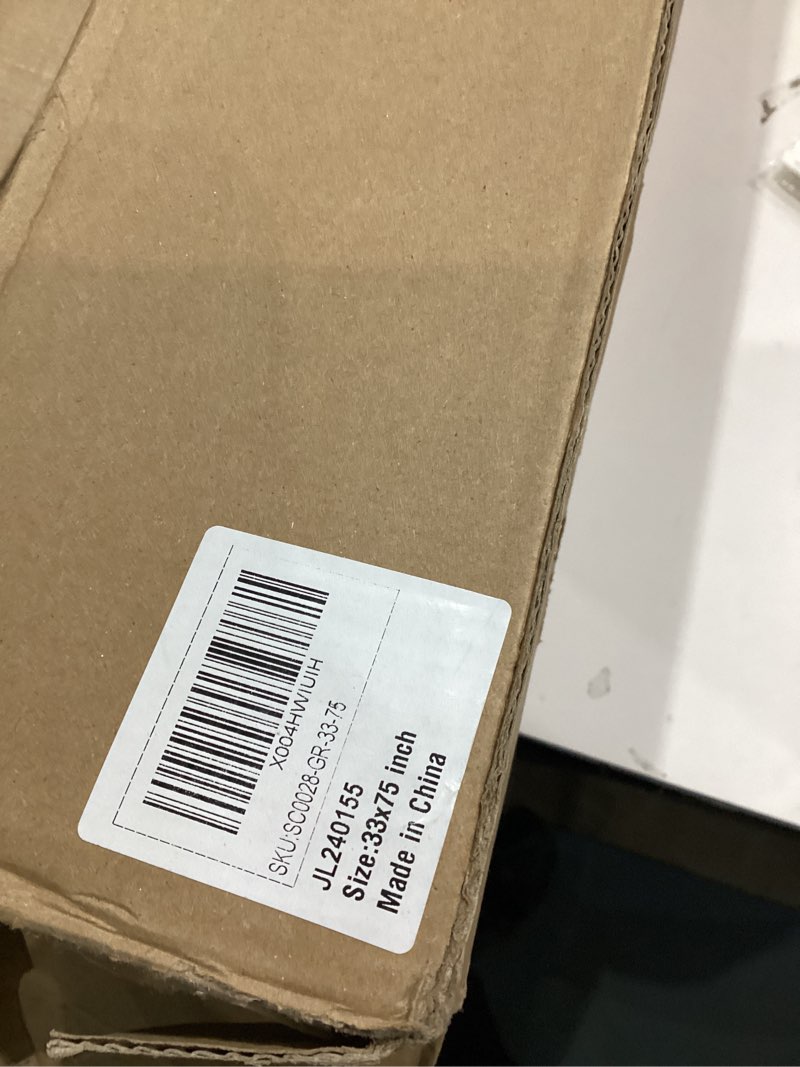 X004HWIUIH
SKU:SC0028-GR-33-75
JL240155
Size:33x75 inch
Made in China